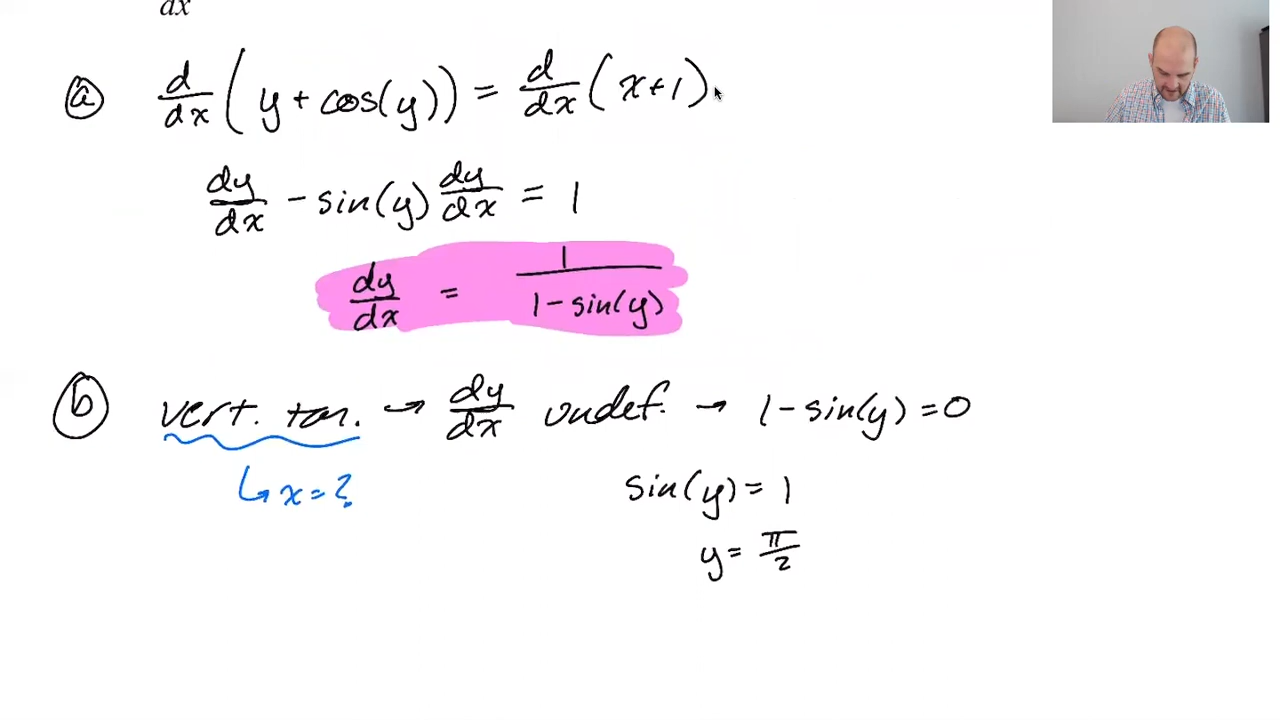 dx
(a) d/dx (y + cos(y)) = d/dx (x+1)
dy/dx - sin(y) dy/dx = 1
dy/dx = 1/(1 - sin(y))
(b) vert. tan. → dy/dx undef. → 1 - sin(y) = 0
↳ x = ?
sin(y) = 1
y = π/2